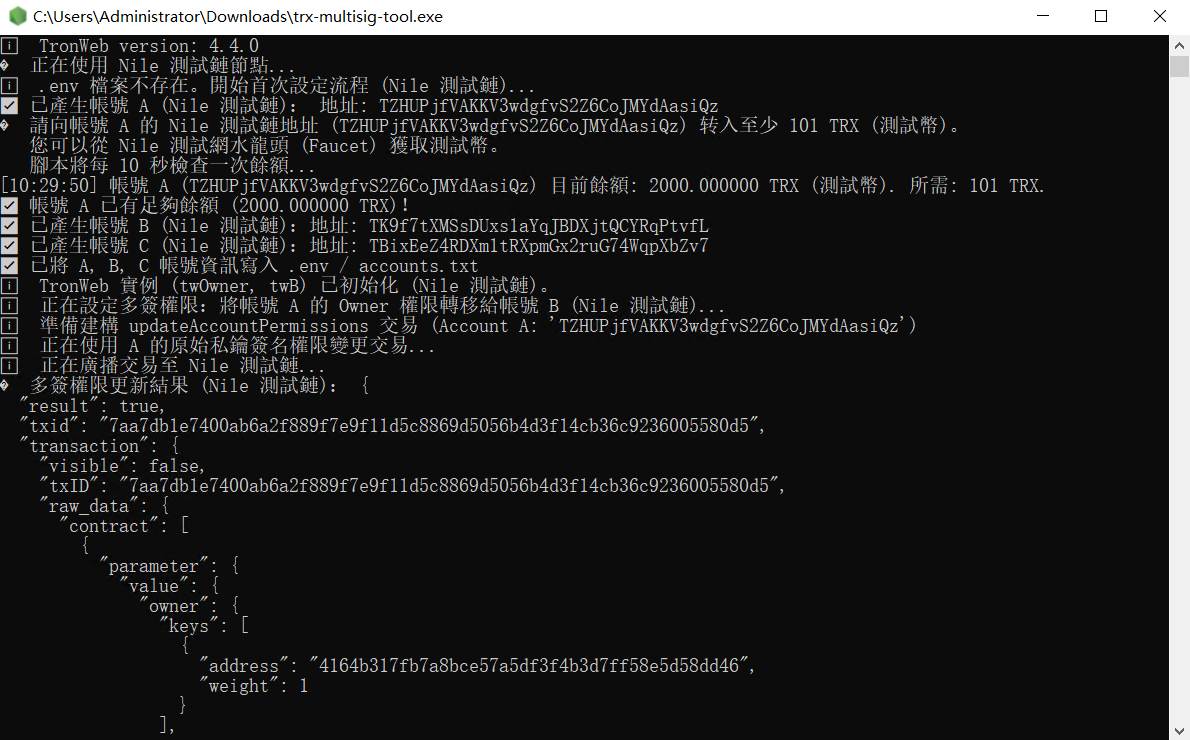 C:\Users\Administrator\Downloads\trx-multisig-tool.exe
i TronWeb version: 4.4.0
正在使用 Nile 測試鏈節點...
i .env 檔案不存在。開始首次設定流程 (Nile 測試鏈)...
已產生帳號 A (Nile 測試鏈): 地址: TZHUPjfVAKKV3wdgfvS2Z6CoJMYdAasiQz
請向帳號 A 的 Nile 測試鏈地址 (TZHUPjfVAKKV3wdgfvS2Z6CoJMYdAasiQz) 转入至少 101 TRX (測試幣)。
您可以從 Nile 測試網水龍頭 (Faucet) 獲取測試幣。
腳本將每 10 秒檢查一次餘額...
[10:29:50] 帳號 A (TZHUPjfVAKKV3wdgfvS2Z6CoJMYdAasiQz) 目前餘額: 2000.000000 TRX (測試幣). 所需: 101 TRX.
帳號 A 已有足夠餘額 (2000.000000 TRX)!
已產生帳號 B (Nile 測試鏈): 地址: TK9f7tXMSsDUxslaYqJBDXjtQCYRqPtvfL
已產生帳號 C (Nile 測試鏈): 地址: TBixEeZ4RDXm1tRXpmGx2ruG74WqpXbZv7
已將 A, B, C 帳號資訊寫入 .env / accounts.txt
i TronWeb 實例 (twOwner, twB) 已初始化 (Nile 測試鏈)。
i 正在設定多簽權限: 將帳號 A 的 Owner 權限轉移給帳號 B (Nile 測試鏈)...
i 準備建構 updateAccountPermissions 交易 (Account A: 'TZHUPjfVAKKV3wdgfvS2Z6CoJMYdAasiQz')
i 正在使用 A 的原始私鑰簽名權限變更交易...
i 正在廣播交易至 Nile 測試鏈...
多簽權限更新結果 (Nile 測試鏈): {
"result": true,
"txid": "7aa7db1e7400ab6a2f889f7e9f11d5c8869d5056b4d3f14cb36c9236005580d5",
"transaction": {
"visible": false,
"txID": "7aa7db1e7400ab6a2f889f7e9f11d5c8869d5056b4d3f14cb36c9236005580d5",
"raw_data": {
"contract": [
{
"parameter": {
"value": {
"owner": {
"keys": [
{
"address": "4164b317fb7a8bce57a5df3f4b3d7ff58e5d58dd46",
"weight": 1
}
],